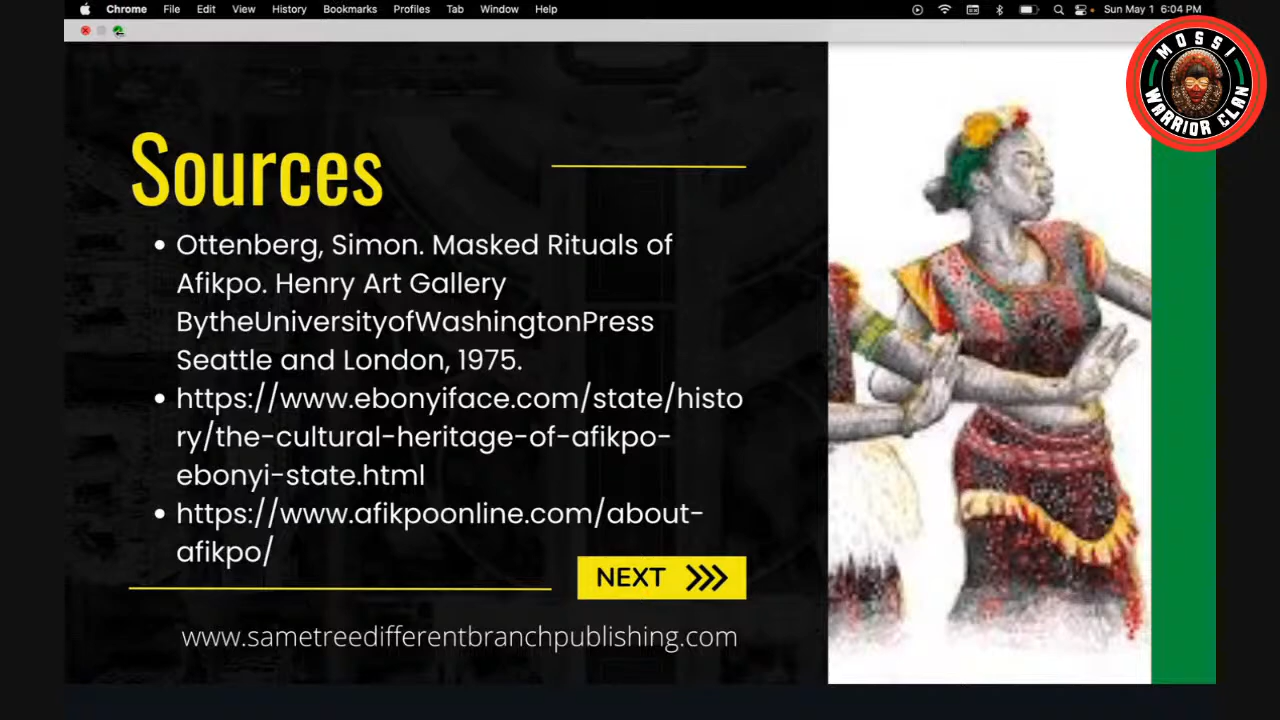 Chrome File Edit View History Bookmarks Profiles Tab Window Help Sun May 1 6:04 PM
MOSSI
WARRIOR CLAN
Sources
• Ottenberg, Simon. Masked Rituals of
Afikpo. Henry Art Gallery
BytheUniversityofWashingtonPress
Seattle and London, 1975.
• https://www.ebonyiface.com/state/histo
ry/the-cultural-heritage-of-afikpo-
ebonyi-state.html
• https://www.afikpoonline.com/about-
afikpo/
NEXT
www.sametreedifferentbranchpublishing.com